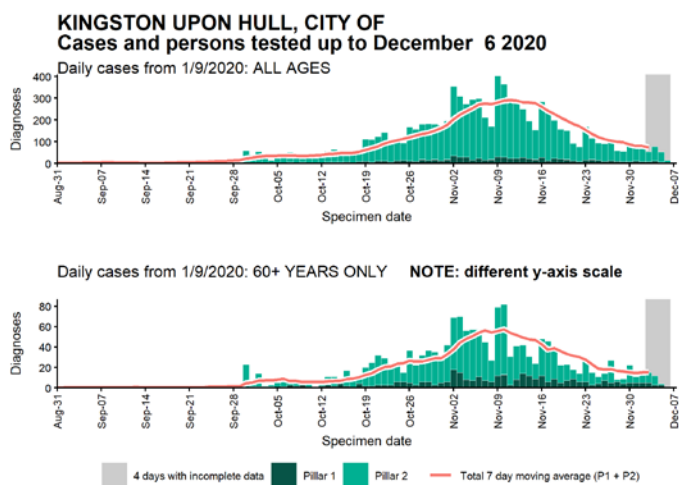 KINGSTON UPON HULL, CITY OF
Cases and persons tested up to December 6 2020
Daily cases from 1/9/2020: ALL AGES
Diagnoses
400
300
200
100
0
Aug-31
Sep-07
Sep-14
Sep-21
Sep-28
Oct-05
Oct-12
Oct-19
Oct-26
Nov-02
Nov-09
Nov-16
Nov-23
Nov-30
Dec-07
Specimen date
Daily cases from 1/9/2020: 60+ YEARS ONLY NOTE: different y-axis scale
Diagnoses
80
60
40
20
0
Aug-31
Sep-07
Sep-14
Sep-21
Sep-28
Oct-05
Oct-12
Oct-19
Oct-26
Nov-02
Nov-09
Nov-16
Nov-23
Nov-30
Dec-07
Specimen date
4 days with incomplete data Pillar 1 Pillar 2 Total 7 day moving average (P1 + P2)